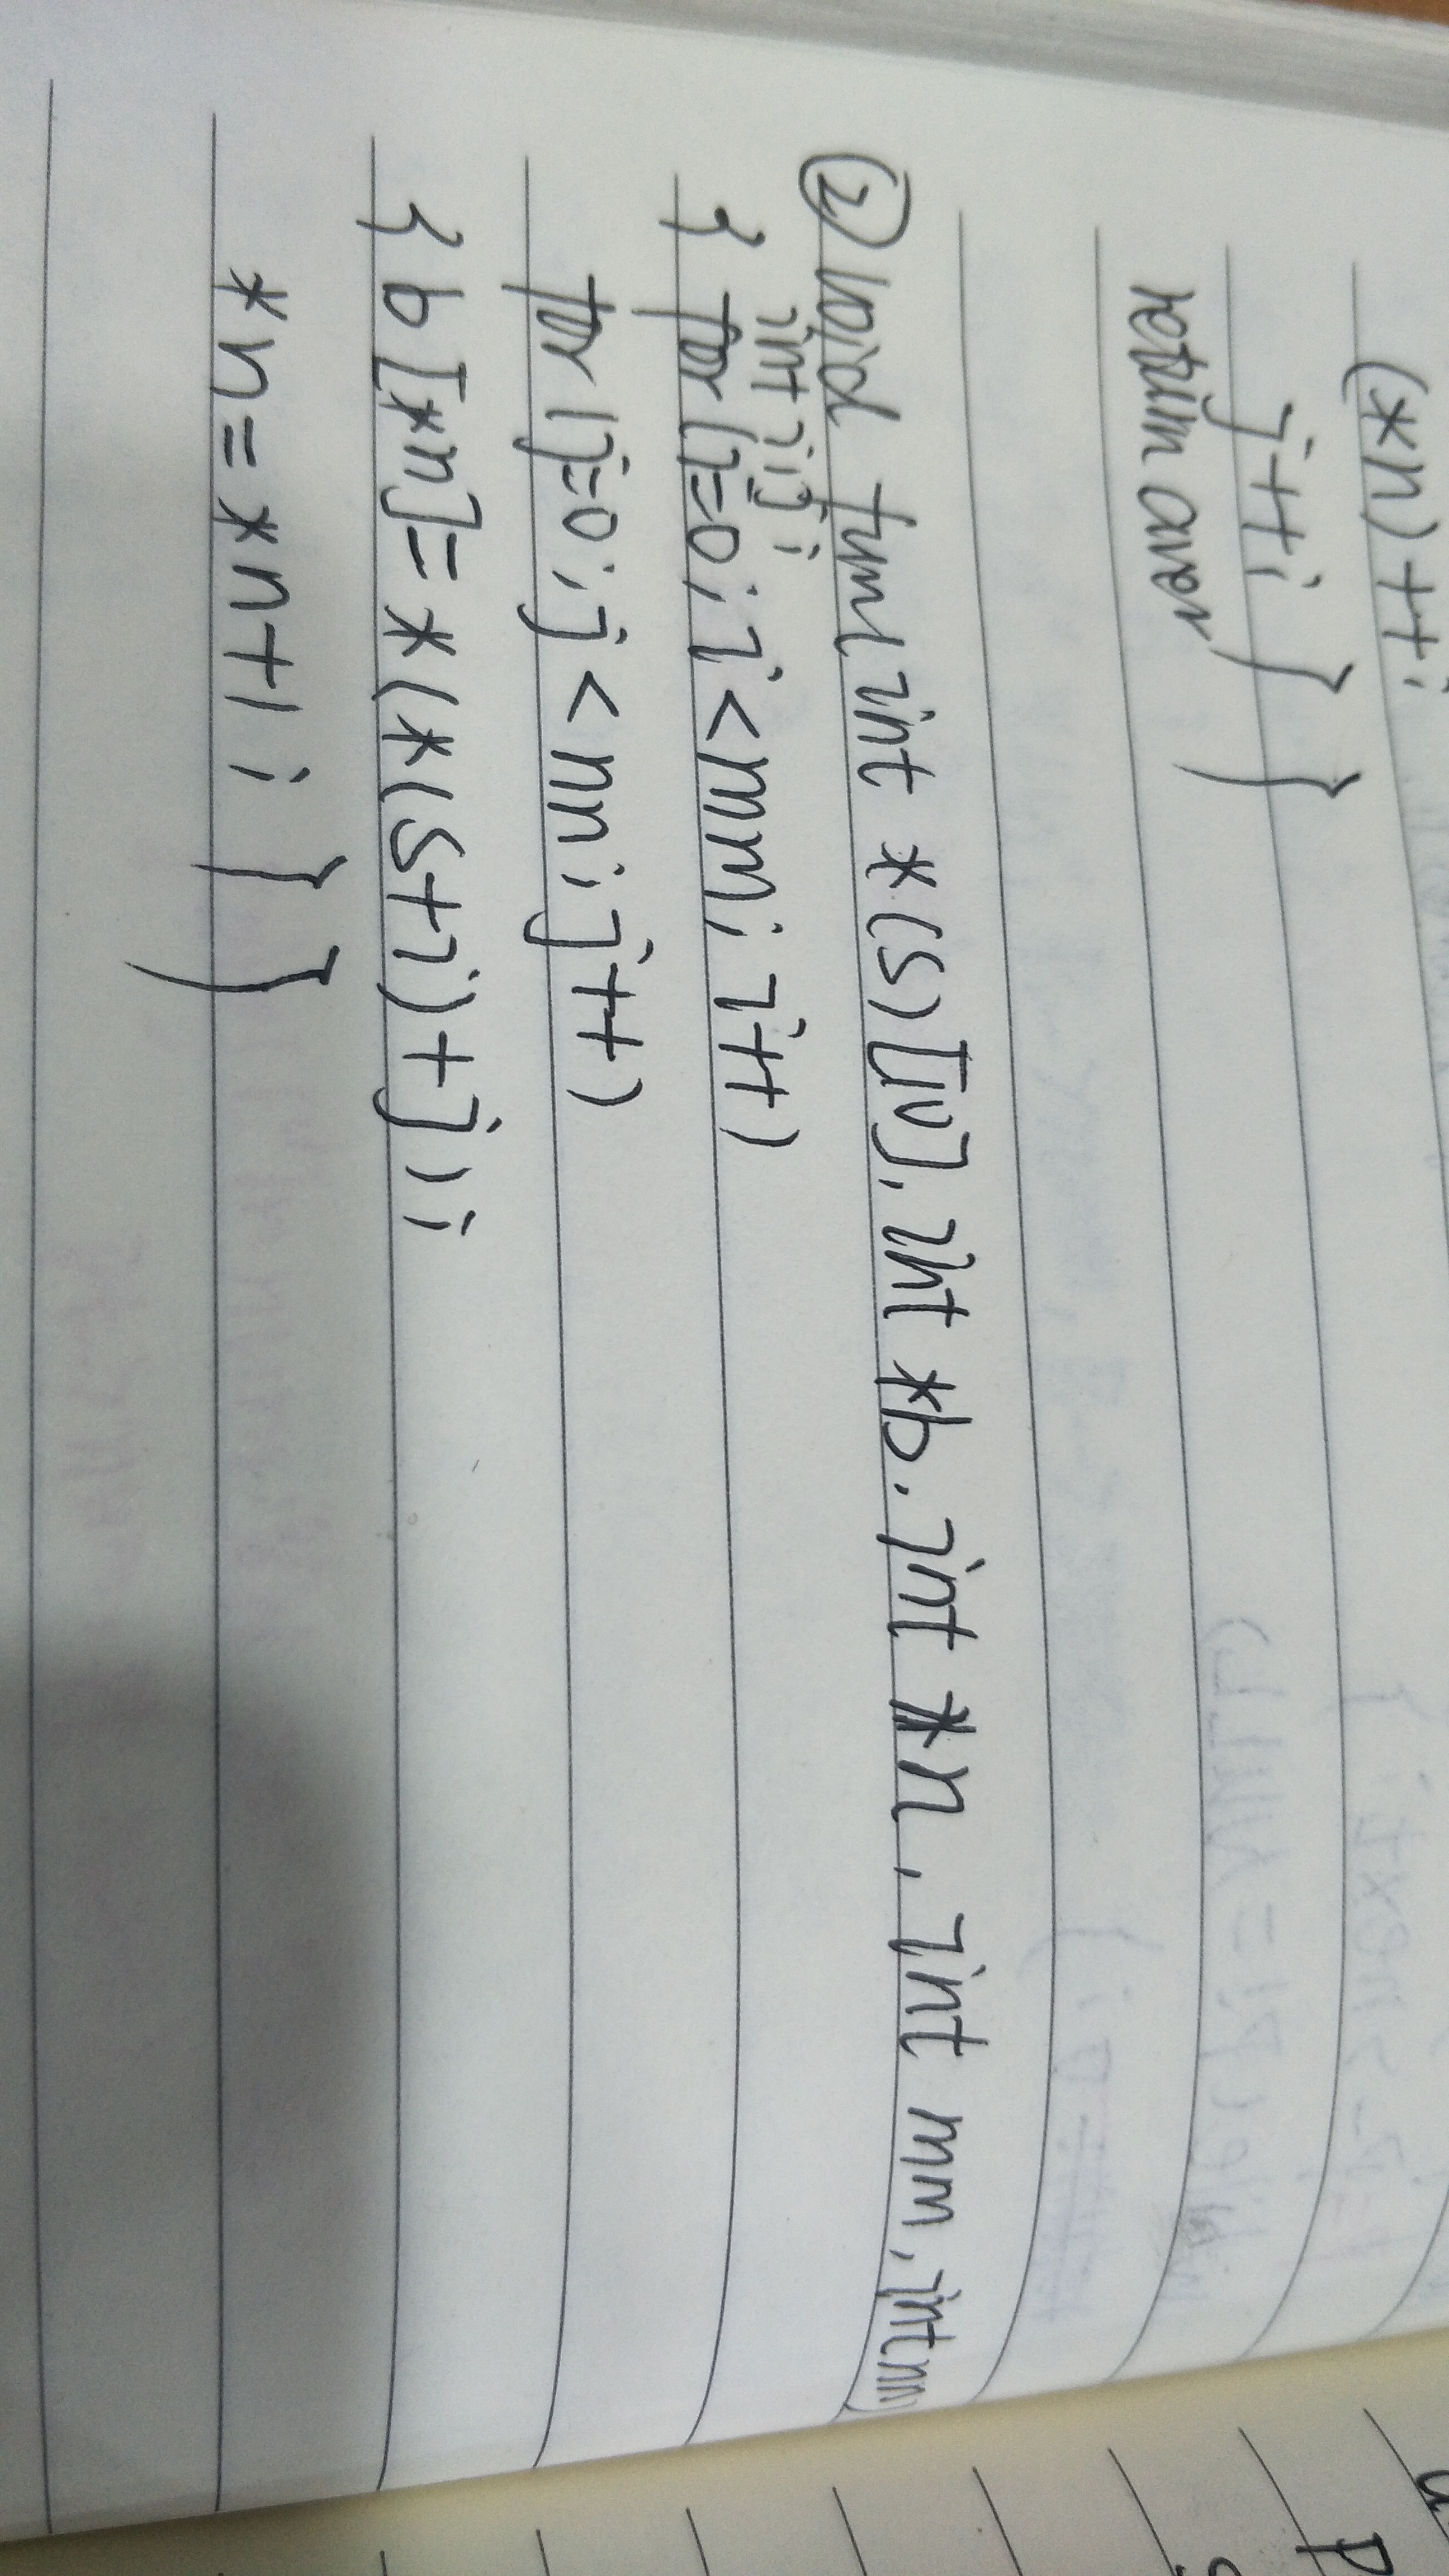 (*n)++;
j++; } }
return aver
② void fun(int *(s)[10], int *b, int *n, int mm, int nn)
int i,j;
{ for(i=0; i<mm; i++)
for(j=0; j<nn; j++)
{ b[*n]=*(*(s+i)+j);
*n=*n+1; } }